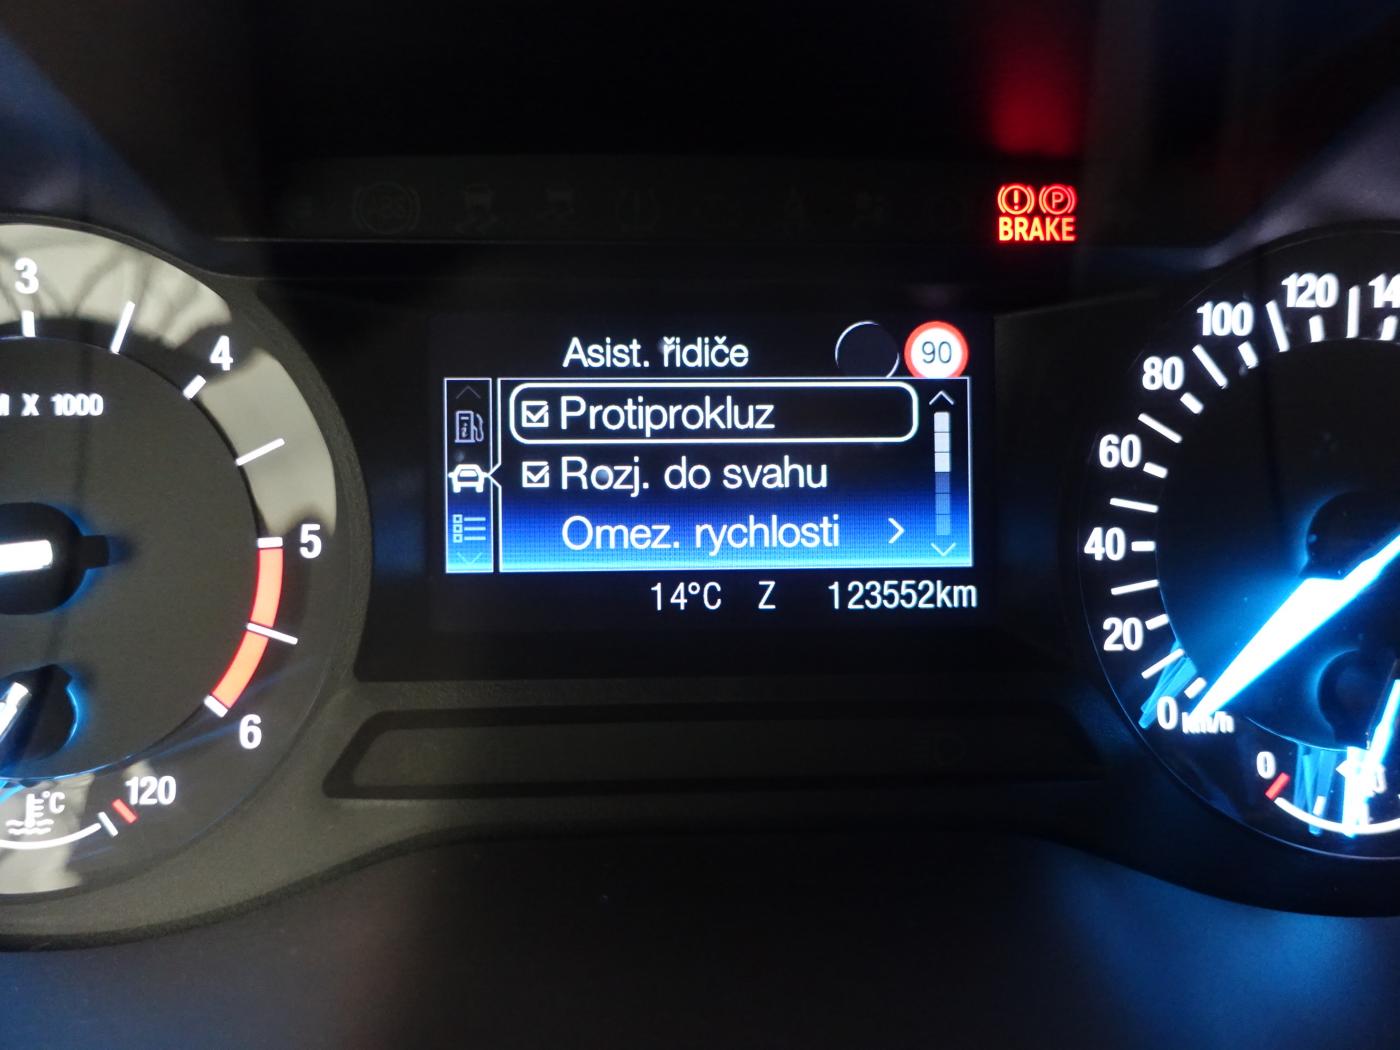 BRAKE
Asist. řidiče
90
Protiprokluz
Rozj. do svahu
Omez. rychlosti
14°C Z 123552km
3
4
5
6
X 1000
°C
120
0
20
40
60
80
100
120
km/h
0
P